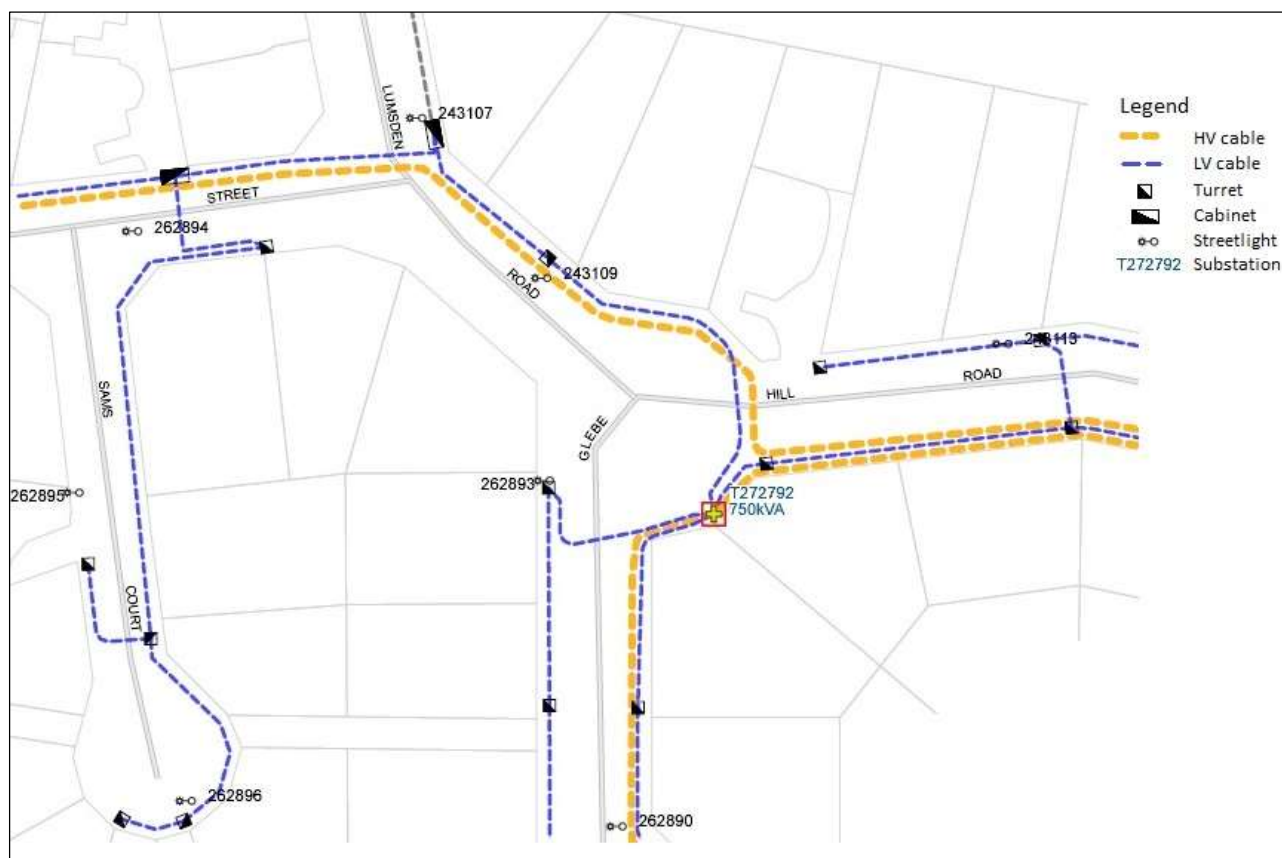 243107
LUMSDEN
STREET
262894
243109
ROAD
SAMS
COURT
262895
262893
GLEBE
HILL
ROAD
243113
T272792
750kVA
262896
262890
Legend
HV cable
LV cable
Turret
Cabinet
Streetlight
T272792 Substation